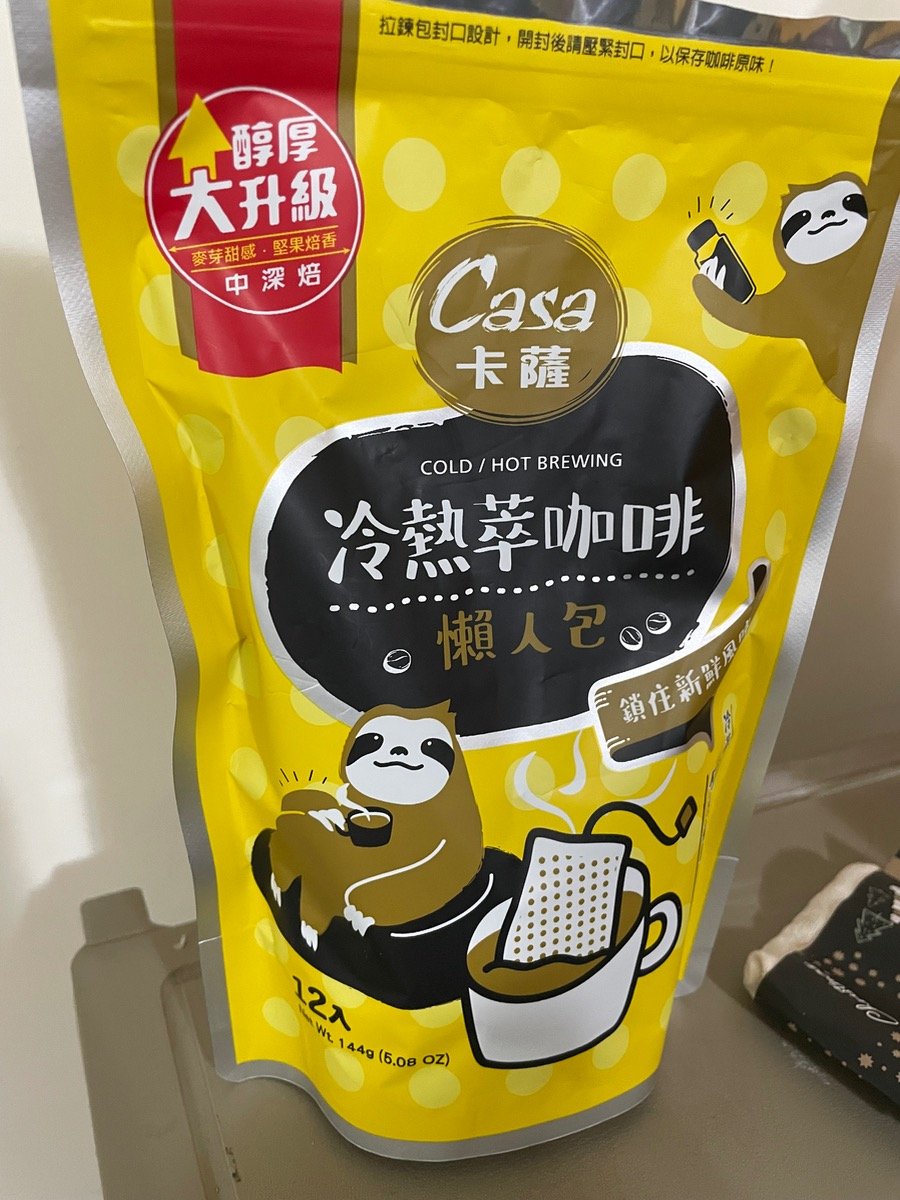 拉鍊包封口設計，開封後請壓緊封口，以保存咖啡原味！
醇厚
大升級
麥芽甜感·堅果焙香
中深焙
Casa
卡薩
COLD / HOT BREWING
冷熱萃咖啡
懶人包
鎖住新鮮風味
12入
Net Wt. 144g (5.08 OZ)